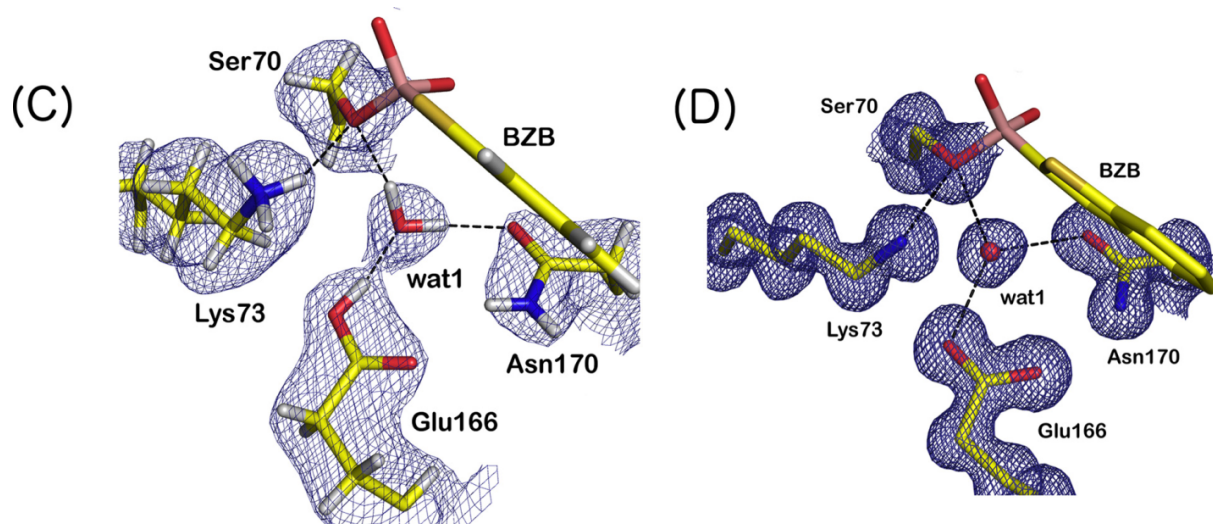 (C)
Ser70
BZB
Lys73
wat1
Asn170
Glu166
(D)
Ser70
BZB
Lys73
wat1
Asn170
Glu166